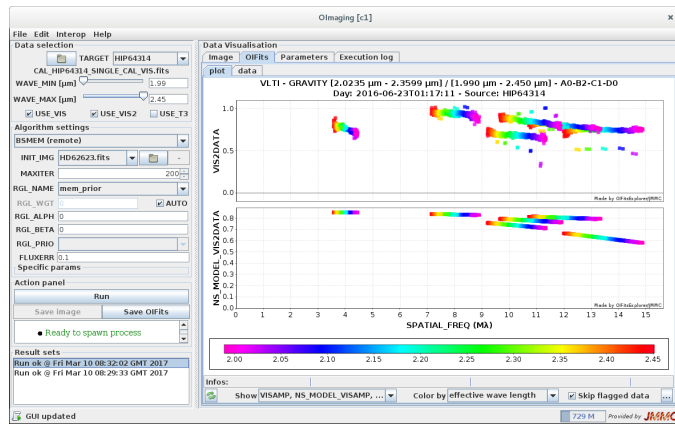 OImaging [c1]
File Edit Interop Help
Data selection
TARGET HIP64314
CAL_HIP64314_SINGLE_CAL_VIS.fits
WAVE_MIN [µm] 1.99
WAVE_MAX [µm] 2.45
USE_VIS USE_VIS2 USE_T3
Algorithm settings
BSMEM (remote)
INIT_IMG HD62623.fits -
MAXITER 200
RGL_NAME mem_prior
RGL_WGT 0 AUTO
RGL_ALPH 0
RGL_BETA 0
RGL_PRIO
FLUXERR 0.1
Specific params
Action panel
Run
Save image Save OIFits
Ready to spawn process
Result sets
Run ok @ Fri Mar 10 08:32:02 GMT 2017
Run ok @ Fri Mar 10 08:29:33 GMT 2017
GUI updated
Data Visualisation
Image OIFits Parameters Execution log
plot data
VLTI - GRAVITY [2.0235 µm - 2.3599 µm] / [1.990 µm - 2.450 µm] - A0-B2-C1-D0
Day: 2016-06-23T01:17:11 - Source: HIP64314
VIS2DATA
1.0
0.5
0.0
Made by OIFitsExplorer/JMMC
NS_MODEL_VIS2DATA
0.8
0.7
0.6
0.5
0.4
0.3
0.2
0.1
0.0
Made by OIFitsExplorer/JMMC
0 1 2 3 4 5 6 7 8 9 10 11 12 13 14 15
SPATIAL_FREQ (Mλ)
2.00 2.05 2.10 2.15 2.20 2.25 2.30 2.35 2.40 2.45
Infos:
Show VISAMP, NS_MODEL_VISAMP, ... Color by effective wave length Skip flagged data ...
729 M Provided by JMMC